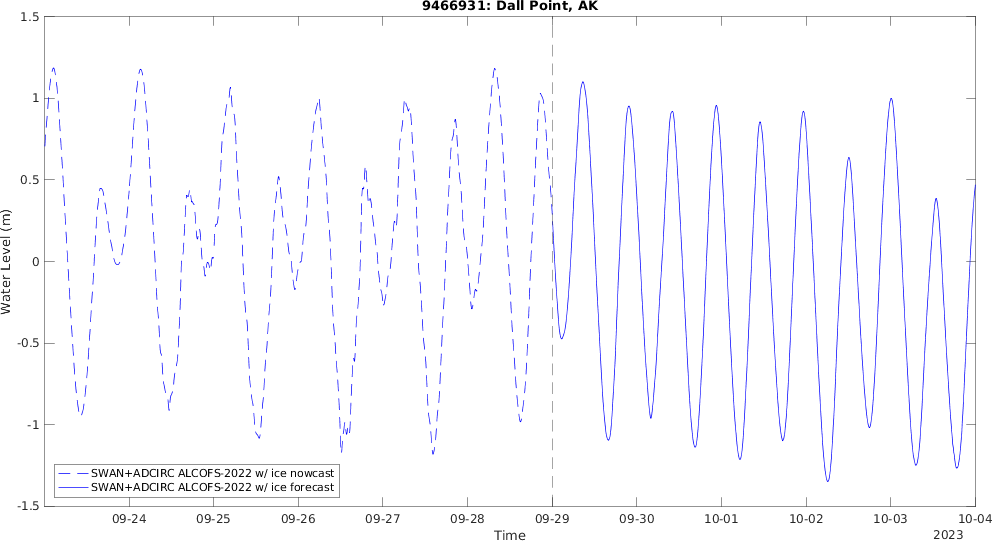 9466931: Dall Point, AK
1.5
1
0.5
0
-0.5
-1
-1.5
Water Level (m)
SWAN+ADCIRC ALCOFS-2022 w/ ice nowcast
SWAN+ADCIRC ALCOFS-2022 w/ ice forecast
09-24 09-25 09-26 09-27 09-28 09-29 09-30 10-01 10-02 10-03 10-04
Time
2023